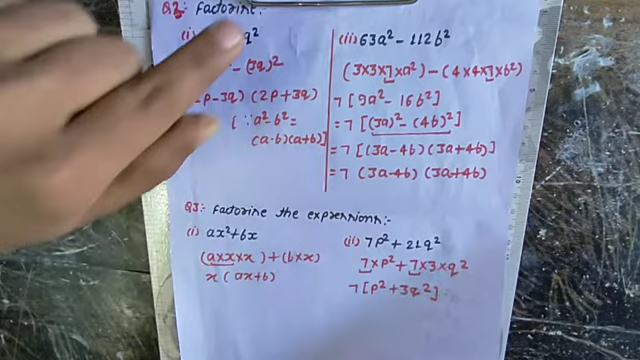 Q.2:- Factorise:
(i) q²
- (3q)²
-p-3q) (2p+3q)
(∵ a²-b²=
(a-b)(a+b)]
(ii) 63a² - 112b²
(3×3×7×a²) - (4×4×7×b²)
7 [9a² - 16b²]
=7 [(3a)² - (4b)²]
=7 [(3a-4b) (3a+4b)]
=7 (3a-4b) (3a+4b)
Q3:- Factorise the expressions:-
(i) ax²+bx
(a×x×x)+(b×x)
x(ax+b)
(ii) 7p² + 21q²
7×p² + 7×3×q²
7[p²+3q²]